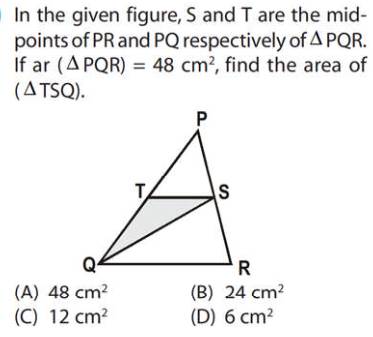 In the given figure, S and T are the mid-
points of PR and PQ respectively of Δ PQR.
If ar (Δ PQR) = 48 cm², find the area of
(Δ TSQ).
P
T S
Q R
(A) 48 cm² (B) 24 cm²
(C) 12 cm² (D) 6 cm²